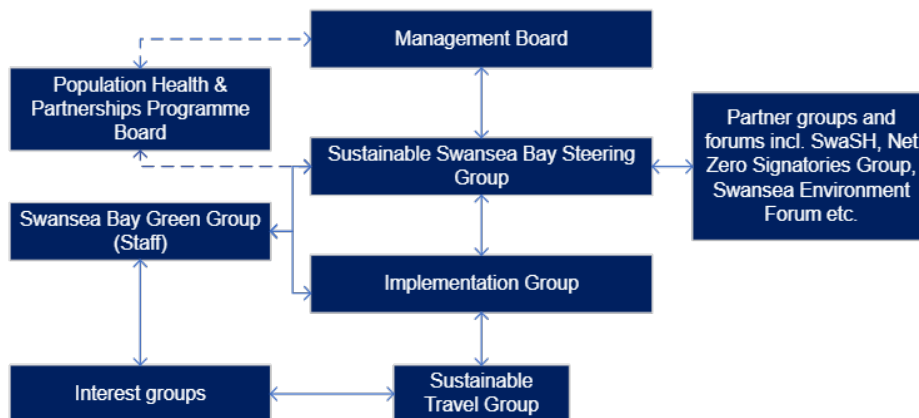 Management Board
Population Health &
Partnerships Programme
Board
Partner groups and
forums incl. SwaSH, Net
Zero Signatories Group,
Swansea Environment
Forum etc.
Sustainable Swansea Bay Steering
Group
Swansea Bay Green Group
(Staff)
Implementation Group
Interest groups
Sustainable
Travel Group